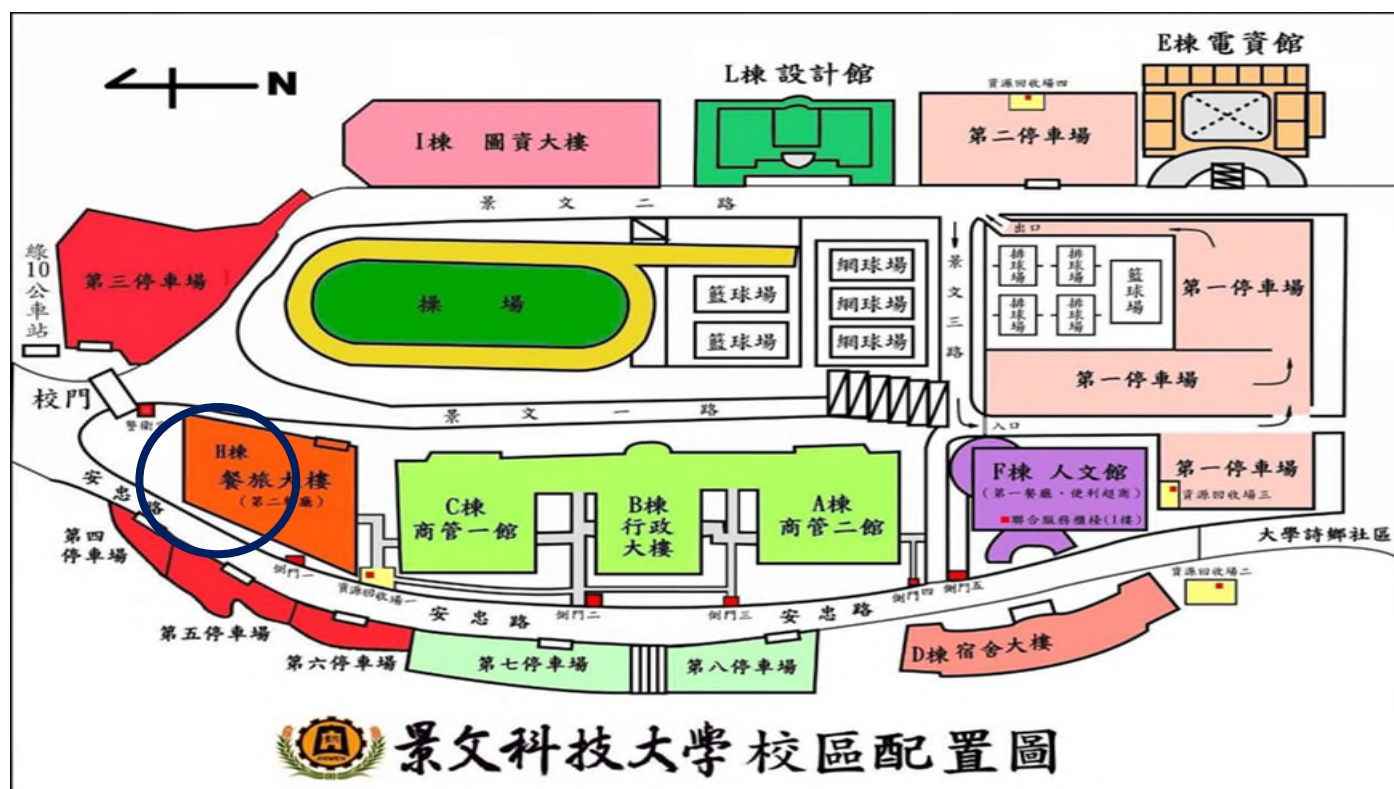 E棟電資館
L棟設計館
N
資源回收場四
I棟 圖資大樓
第二停車場
景文二路
綠10公車站
第三停車場
操場
籃球場
籃球場
網球場
網球場
網球場
景文三路
出口
排球場
排球場
排球場
排球場
籃球場
第一停車場
第一停車場
校門
景文一路
入口
H棟
餐旅大樓
(第二餐廳)
C棟
商管一館
B棟
行政
大樓
A棟
商管二館
F棟 人文館
(第一餐廳、便利超商)
聯合服務櫃檯(1樓)
第一停車場
資源回收場三
大學詩鄉社區
安忠路
第四
停車場
側門一
資源回收場一
安忠路
側門二
側門三
安忠路
側門四
側門五
資源回收場二
第五停車場
第六停車場
第七停車場
第八停車場
D棟宿舍大樓
景文科技大學校區配置圖